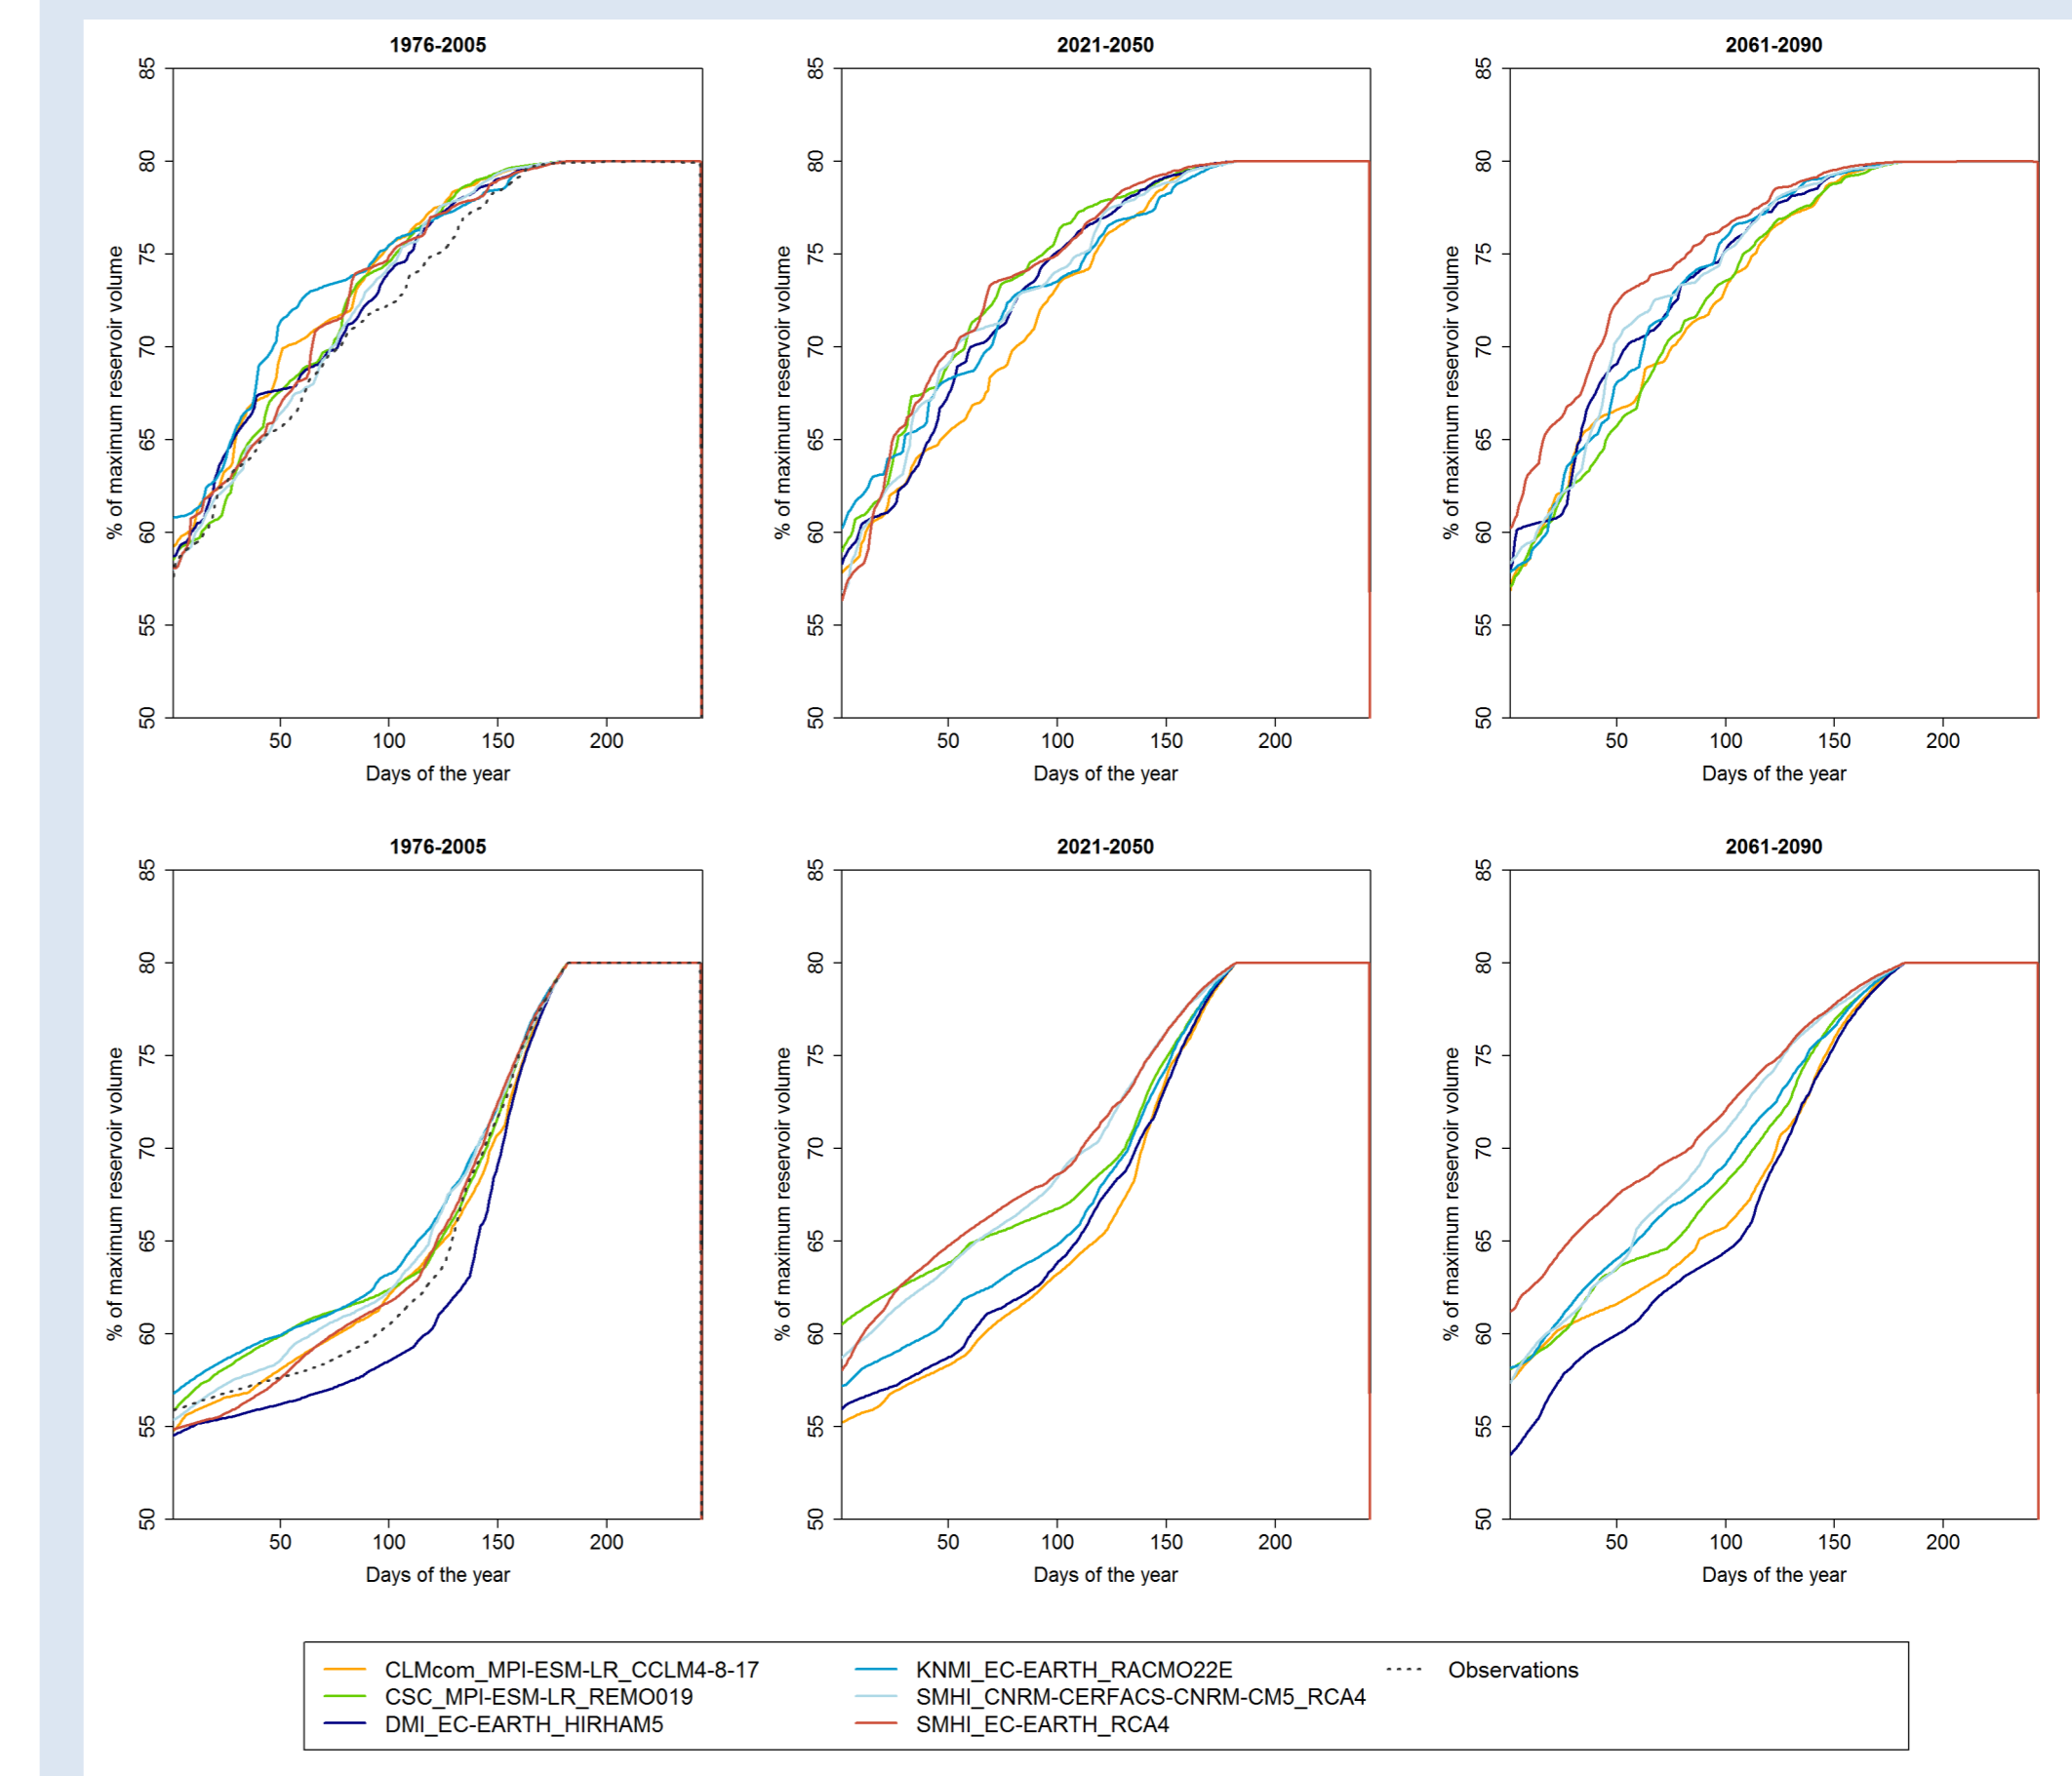 1976-2005
2021-2050
2061-2090
% of maximum reservoir volume
85
80
75
70
65
60
55
50
50 100 150 200
Days of the year
% of maximum reservoir volume
85
80
75
70
65
60
55
50
50 100 150 200
Days of the year
% of maximum reservoir volume
85
80
75
70
65
60
55
50
50 100 150 200
Days of the year
1976-2005
2021-2050
2061-2090
% of maximum reservoir volume
85
80
75
70
65
60
55
50
50 100 150 200
Days of the year
% of maximum reservoir volume
85
80
75
70
65
60
55
50
50 100 150 200
Days of the year
% of maximum reservoir volume
85
80
75
70
65
60
55
50
50 100 150 200
Days of the year
CLMcom_MPI-ESM-LR_CCLM4-8-17
CSC_MPI-ESM-LR_REMO019
DMI_EC-EARTH_HIRHAM5
KNMI_EC-EARTH_RACMO22E
SMHI_CNRM-CERFACS-CNRM-CM5_RCA4
SMHI_EC-EARTH_RCA4
Observations